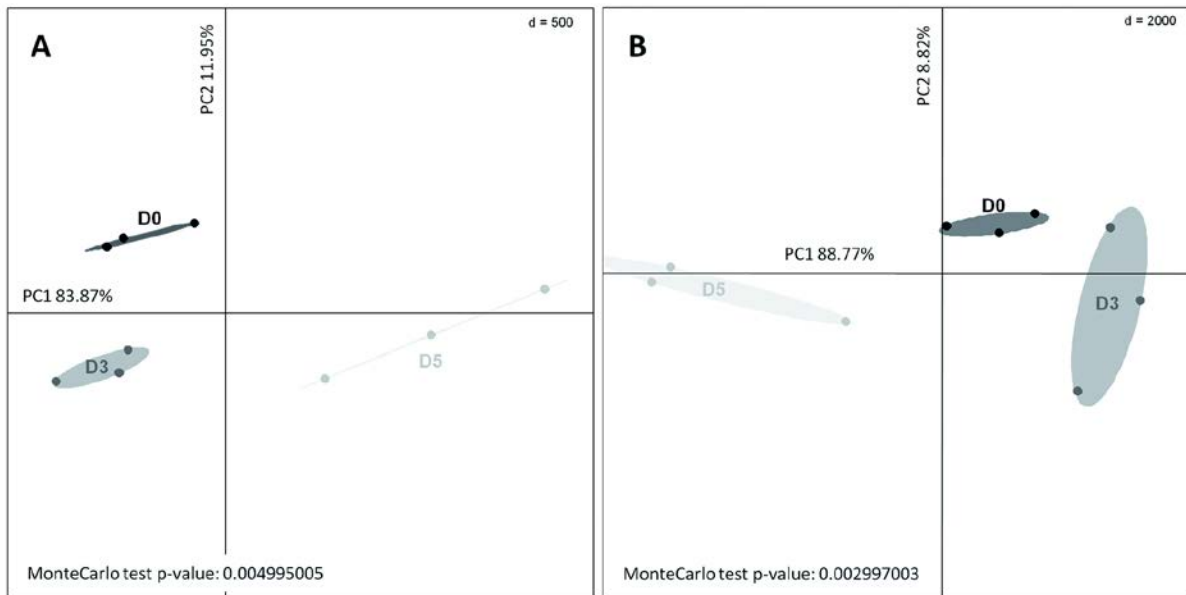 A
PC2 11.95%
d = 500
D0
PC1 83.87%
D3
D5
MonteCarlo test p-value: 0.004995005
B
PC2 8.82%
d = 2000
D0
PC1 88.77%
D5
D3
MonteCarlo test p-value: 0.002997003